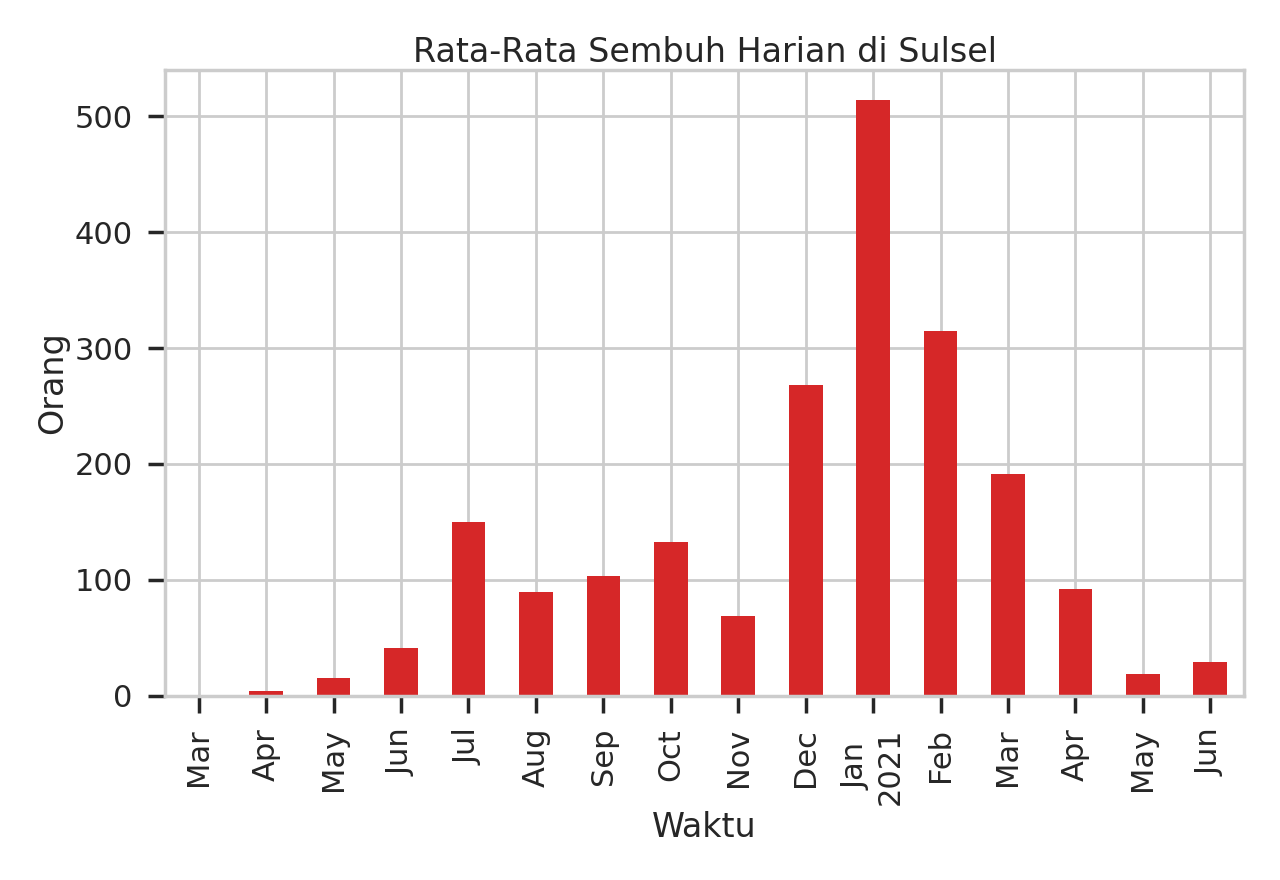 Rata-Rata Sembuh Harian di Sulsel
500
400
300
200
100
0
Orang
Mar
Apr
May
Jun
Jul
Aug
Sep
Oct
Nov
Dec
Jan
2021
Feb
Mar
Apr
May
Jun
Waktu